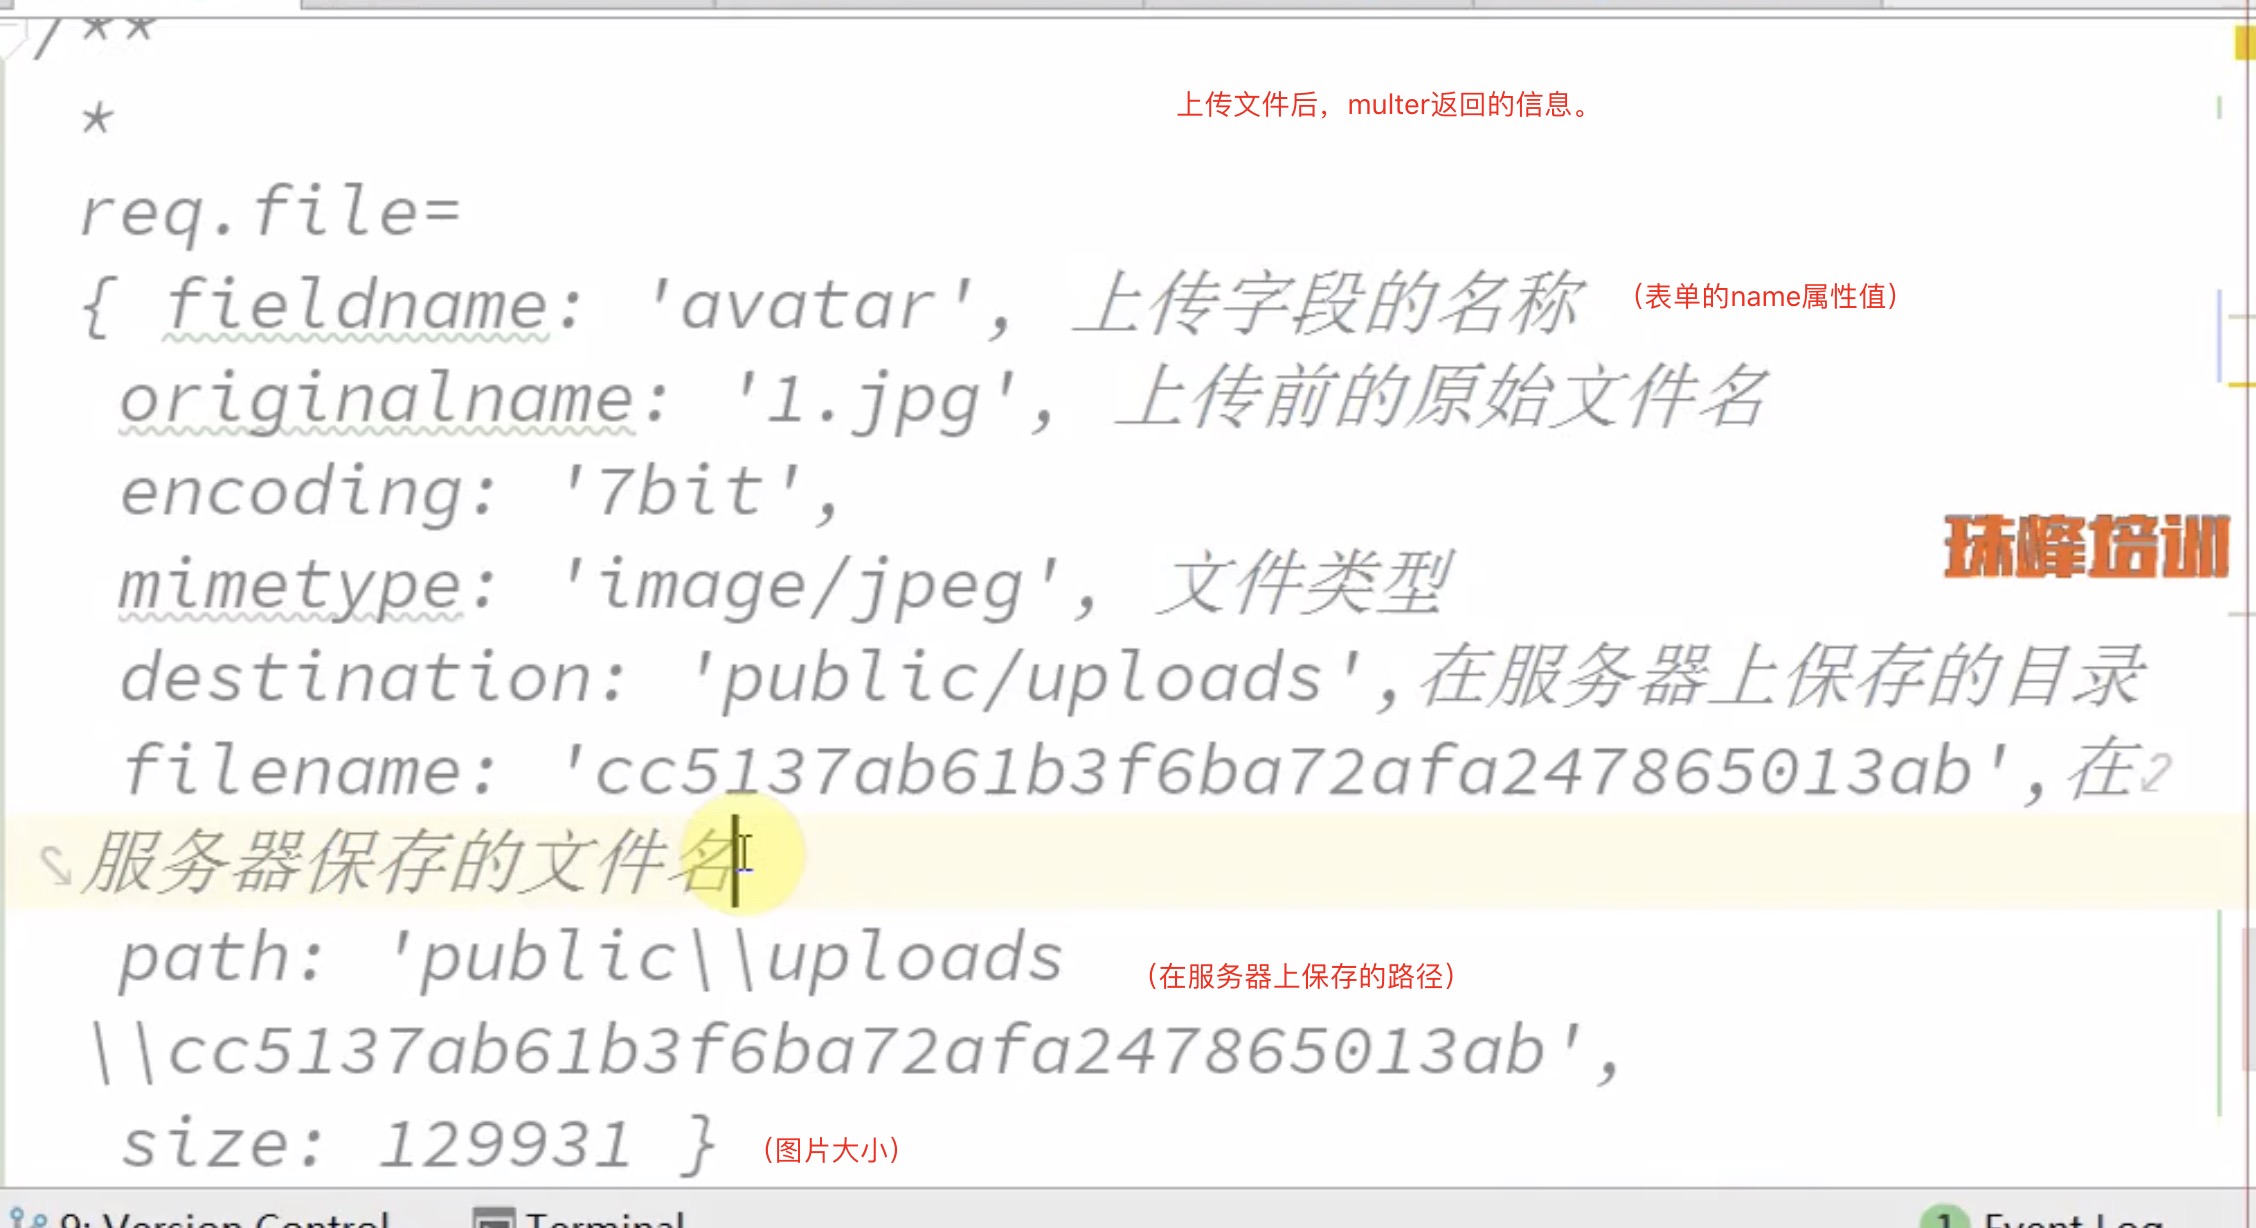 /**
*
上传文件后，multer返回的信息。
req.file=
{ fieldname: 'avatar', 上传字段的名称 （表单的name属性值）
originalname: '1.jpg', 上传前的原始文件名
encoding: '7bit',
mimetype: 'image/jpeg', 文件类型
珠峰培训
destination: 'public/uploads',在服务器上保存的目录
filename: 'cc5137ab61b3f6ba72afa247865013ab',在
服务器保存的文件名
path: 'public\\uploads （在服务器上保存的路径）
\\cc5137ab61b3f6ba72afa247865013ab',
size: 129931 } （图片大小）
9: Version Control Terminal 1 Event Log